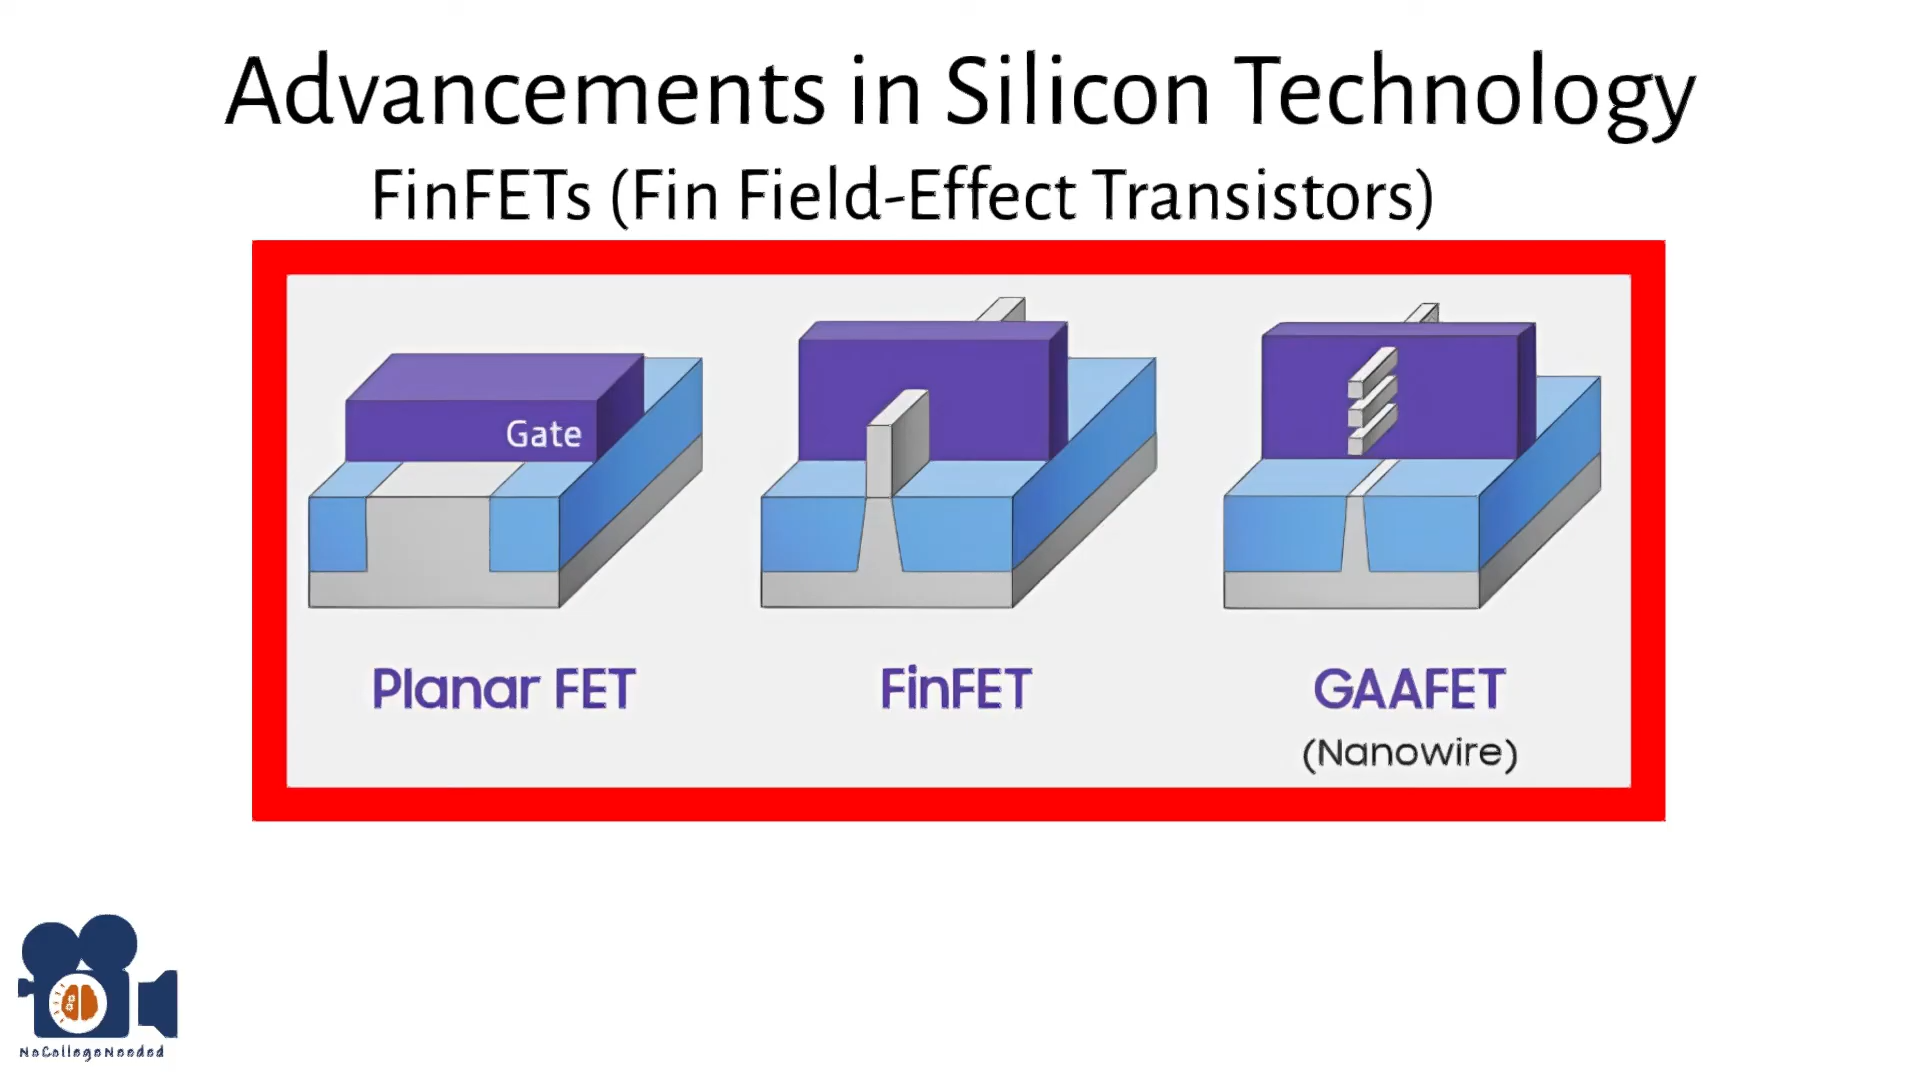 Advancements in Silicon Technology
FinFETs (Fin Field-Effect Transistors)
Gate
Planar FET
FinFET
GAAFET
(Nanowire)
NoCollegeNeeded